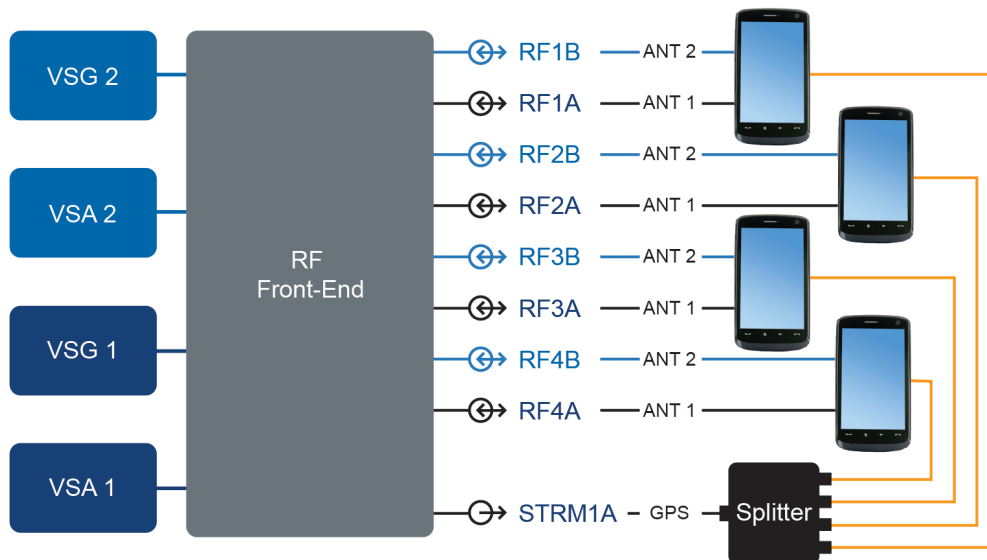 VSG 2
VSA 2
VSG 1
VSA 1
RF
Front-End
RF1B ANT 2
RF1A ANT 1
RF2B ANT 2
RF2A ANT 1
RF3B ANT 2
RF3A ANT 1
RF4B ANT 2
RF4A ANT 1
STRM1A GPS Splitter